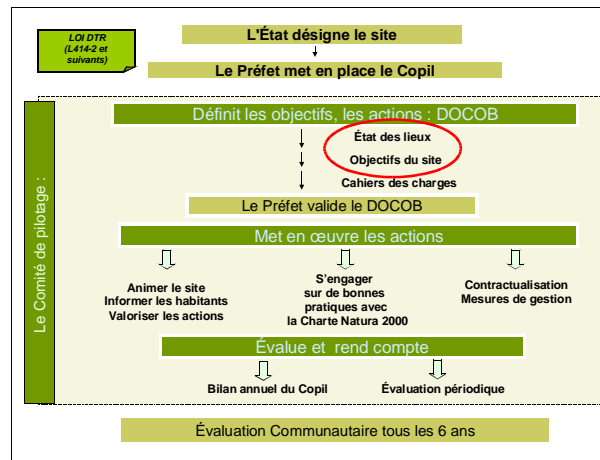 LOI DTR
(L414-2 et
suivants)
L'État désigne le site
Le Préfet met en place le Copil
Le Comité de pilotage :
Définit les objectifs, les actions : DOCOB
État des lieux
Objectifs du site
Cahiers des charges
Le Préfet valide le DOCOB
Met en œuvre les actions
Animer le site
Informer les habitants
Valoriser les actions
S'engager
sur de bonnes
pratiques avec
la Charte Natura 2000
Contractualisation
Mesures de gestion
Évalue et rend compte
Bilan annuel du Copil
Évaluation périodique
Évaluation Communautaire tous les 6 ans